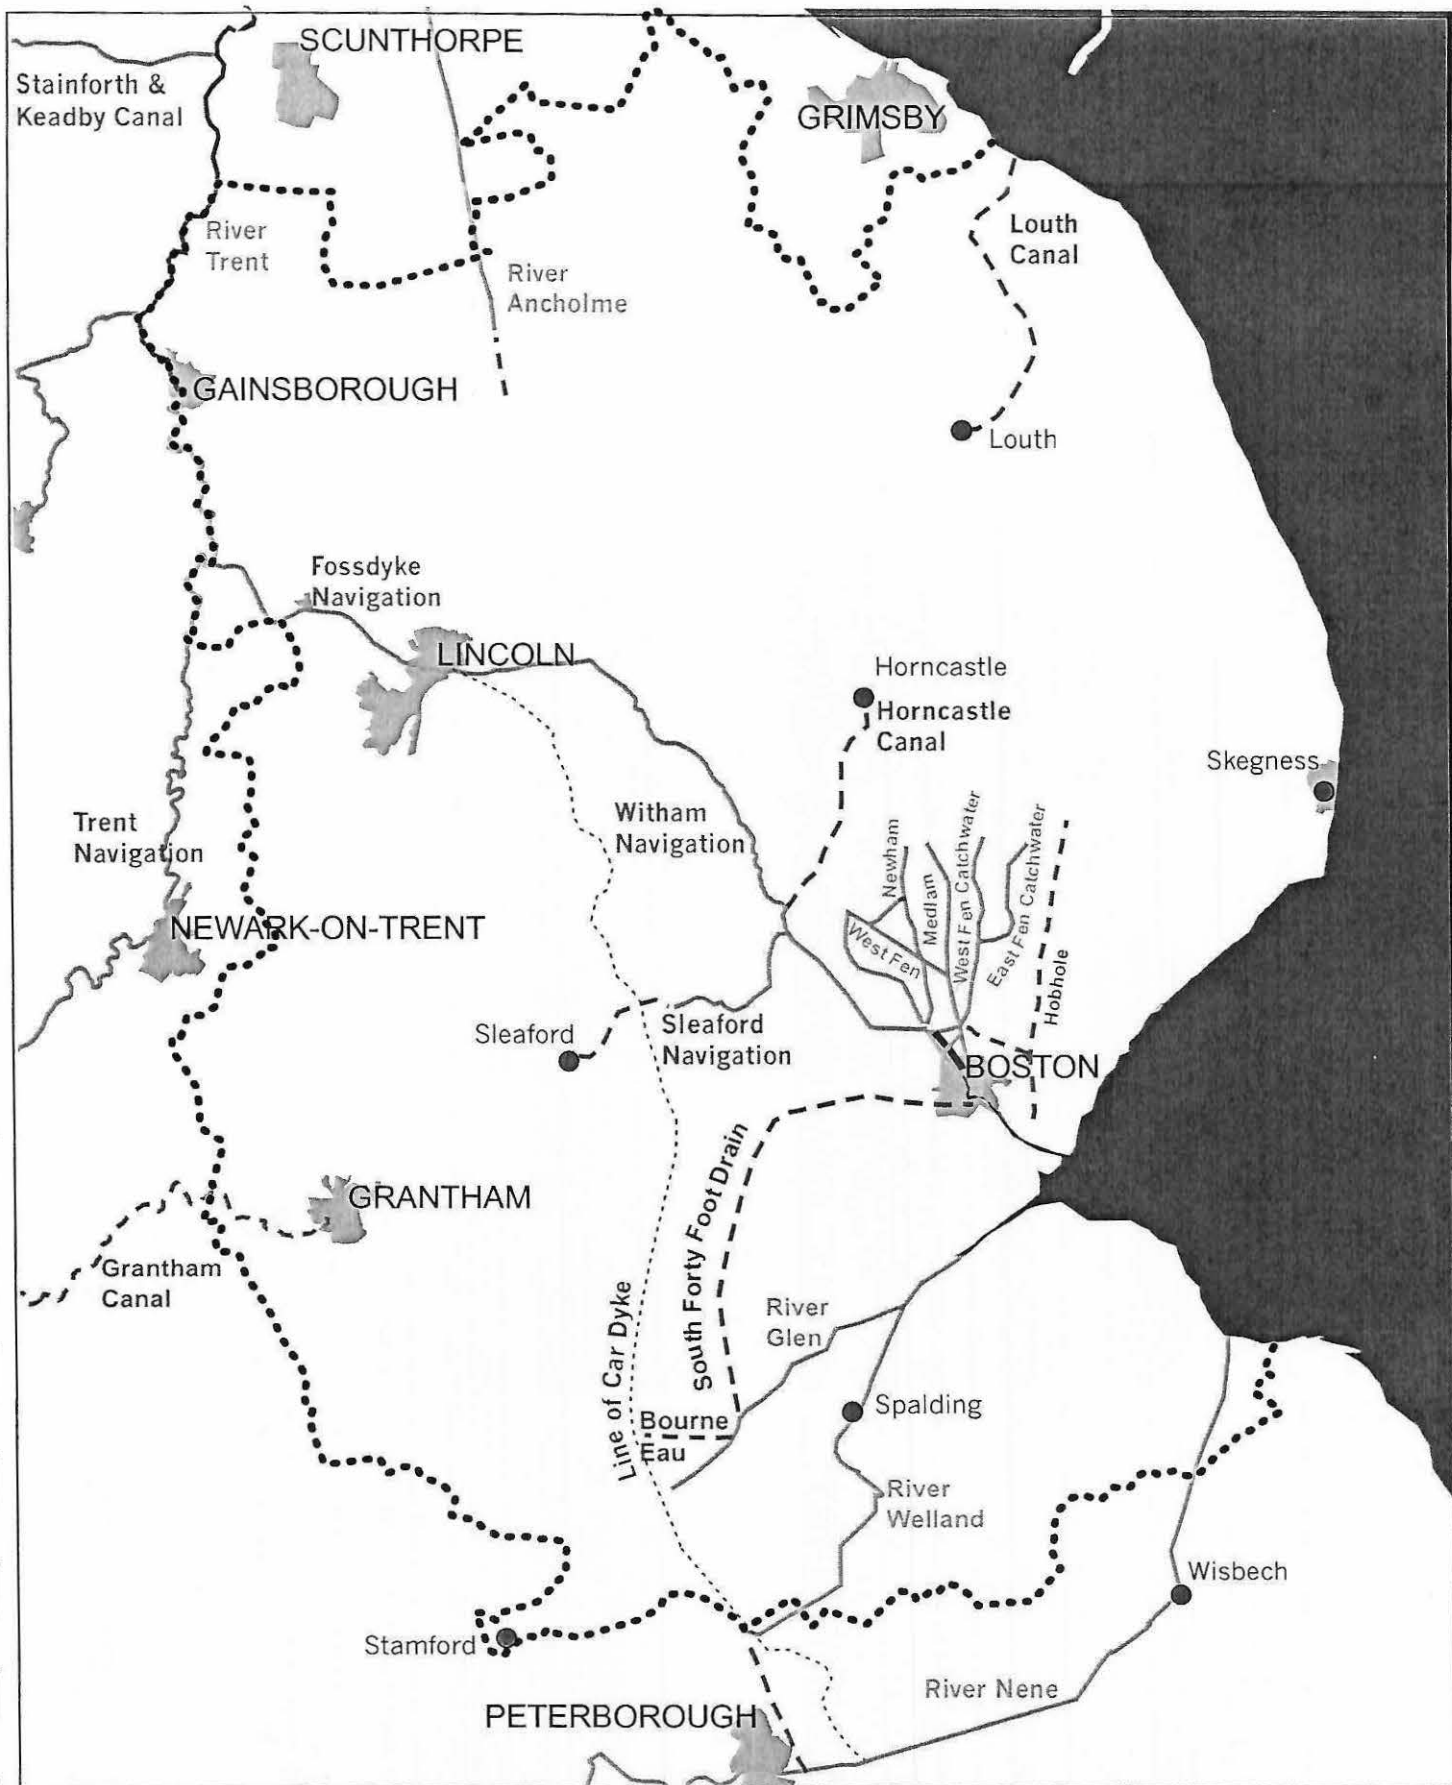 SCUNTHORPE
Stainforth &
Keadby Canal
GRIMSBY
River
Trent
River
Ancholme
Louth
Canal
GAINSBOROUGH
Louth
Fossdyke
Navigation
LINCOLN
Horncastle
Horncastle
Canal
Skegness
Trent
Navigation
Witham
Navigation
Newham
Medlam
West Fen Catchwater
East Fen Catchwater
West Fen
Hobhole
NEWARK-ON-TRENT
Sleaford
Sleaford
Navigation
BOSTON
South Forty Foot Drain
GRANTHAM
Grantham
Canal
Line of Car Dyke
River
Glen
Bourne
Eau
Spalding
River
Welland
Wisbech
Stamford
River Nene
PETERBOROUGH